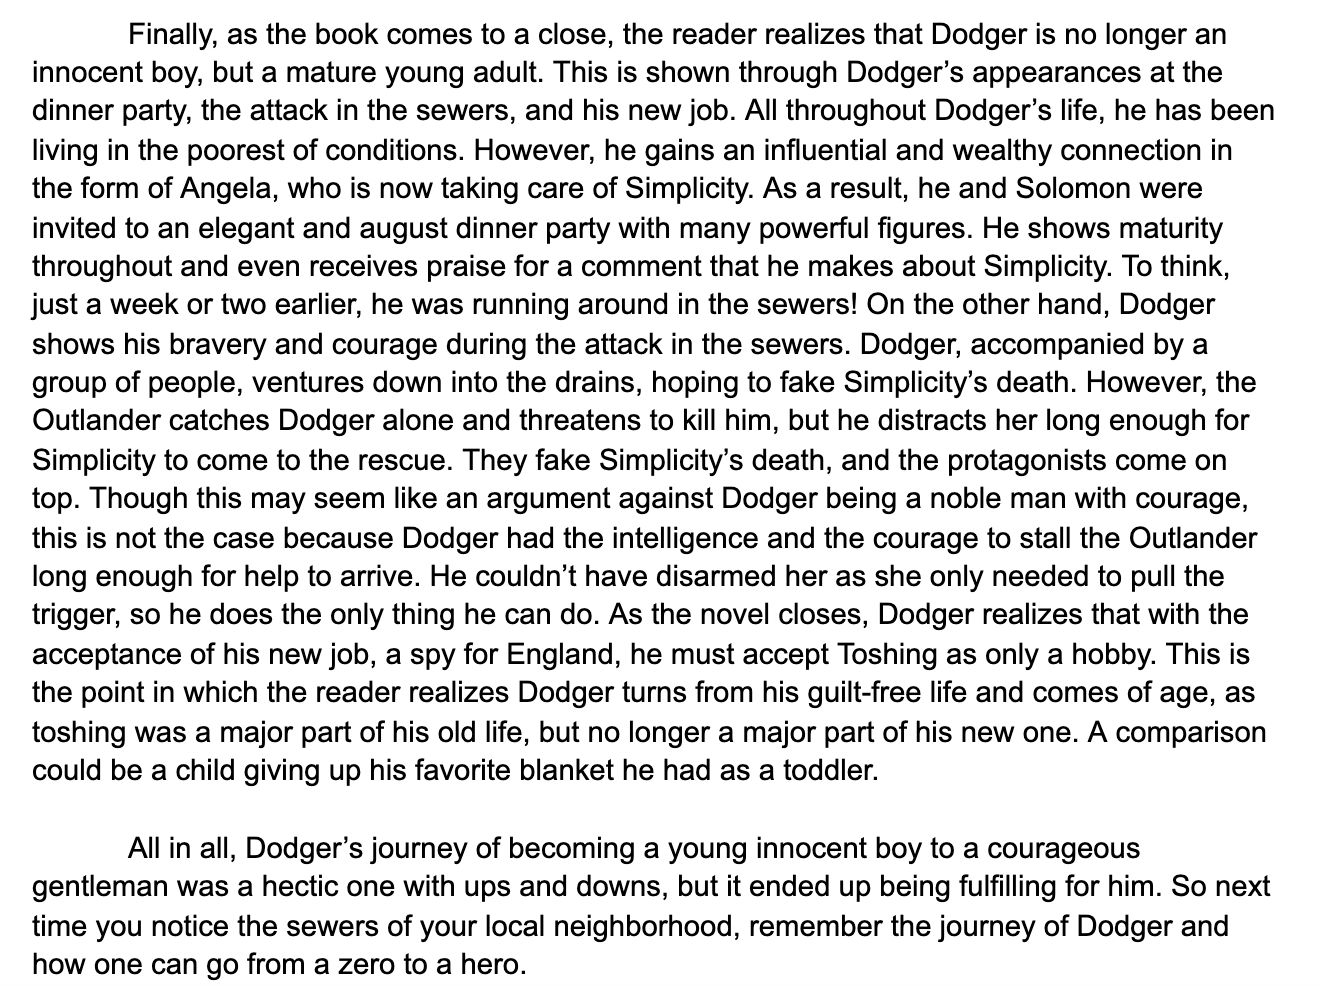 Finally, as the book comes to a close, the reader realizes that Dodger is no longer an
innocent boy, but a mature young adult. This is shown through Dodger’s appearances at the
dinner party, the attack in the sewers, and his new job. All throughout Dodger’s life, he has been
living in the poorest of conditions. However, he gains an influential and wealthy connection in
the form of Angela, who is now taking care of Simplicity. As a result, he and Solomon were
invited to an elegant and august dinner party with many powerful figures. He shows maturity
throughout and even receives praise for a comment that he makes about Simplicity. To think,
just a week or two earlier, he was running around in the sewers! On the other hand, Dodger
shows his bravery and courage during the attack in the sewers. Dodger, accompanied by a
group of people, ventures down into the drains, hoping to fake Simplicity’s death. However, the
Outlander catches Dodger alone and threatens to kill him, but he distracts her long enough for
Simplicity to come to the rescue. They fake Simplicity’s death, and the protagonists come on
top. Though this may seem like an argument against Dodger being a noble man with courage,
this is not the case because Dodger had the intelligence and the courage to stall the Outlander
long enough for help to arrive. He couldn’t have disarmed her as she only needed to pull the
trigger, so he does the only thing he can do. As the novel closes, Dodger realizes that with the
acceptance of his new job, a spy for England, he must accept Toshing as only a hobby. This is
the point in which the reader realizes Dodger turns from his guilt-free life and comes of age, as
toshing was a major part of his old life, but no longer a major part of his new one. A comparison
could be a child giving up his favorite blanket he had as a toddler.
All in all, Dodger’s journey of becoming a young innocent boy to a courageous
gentleman was a hectic one with ups and downs, but it ended up being fulfilling for him. So next
time you notice the sewers of your local neighborhood, remember the journey of Dodger and
how one can go from a zero to a hero.